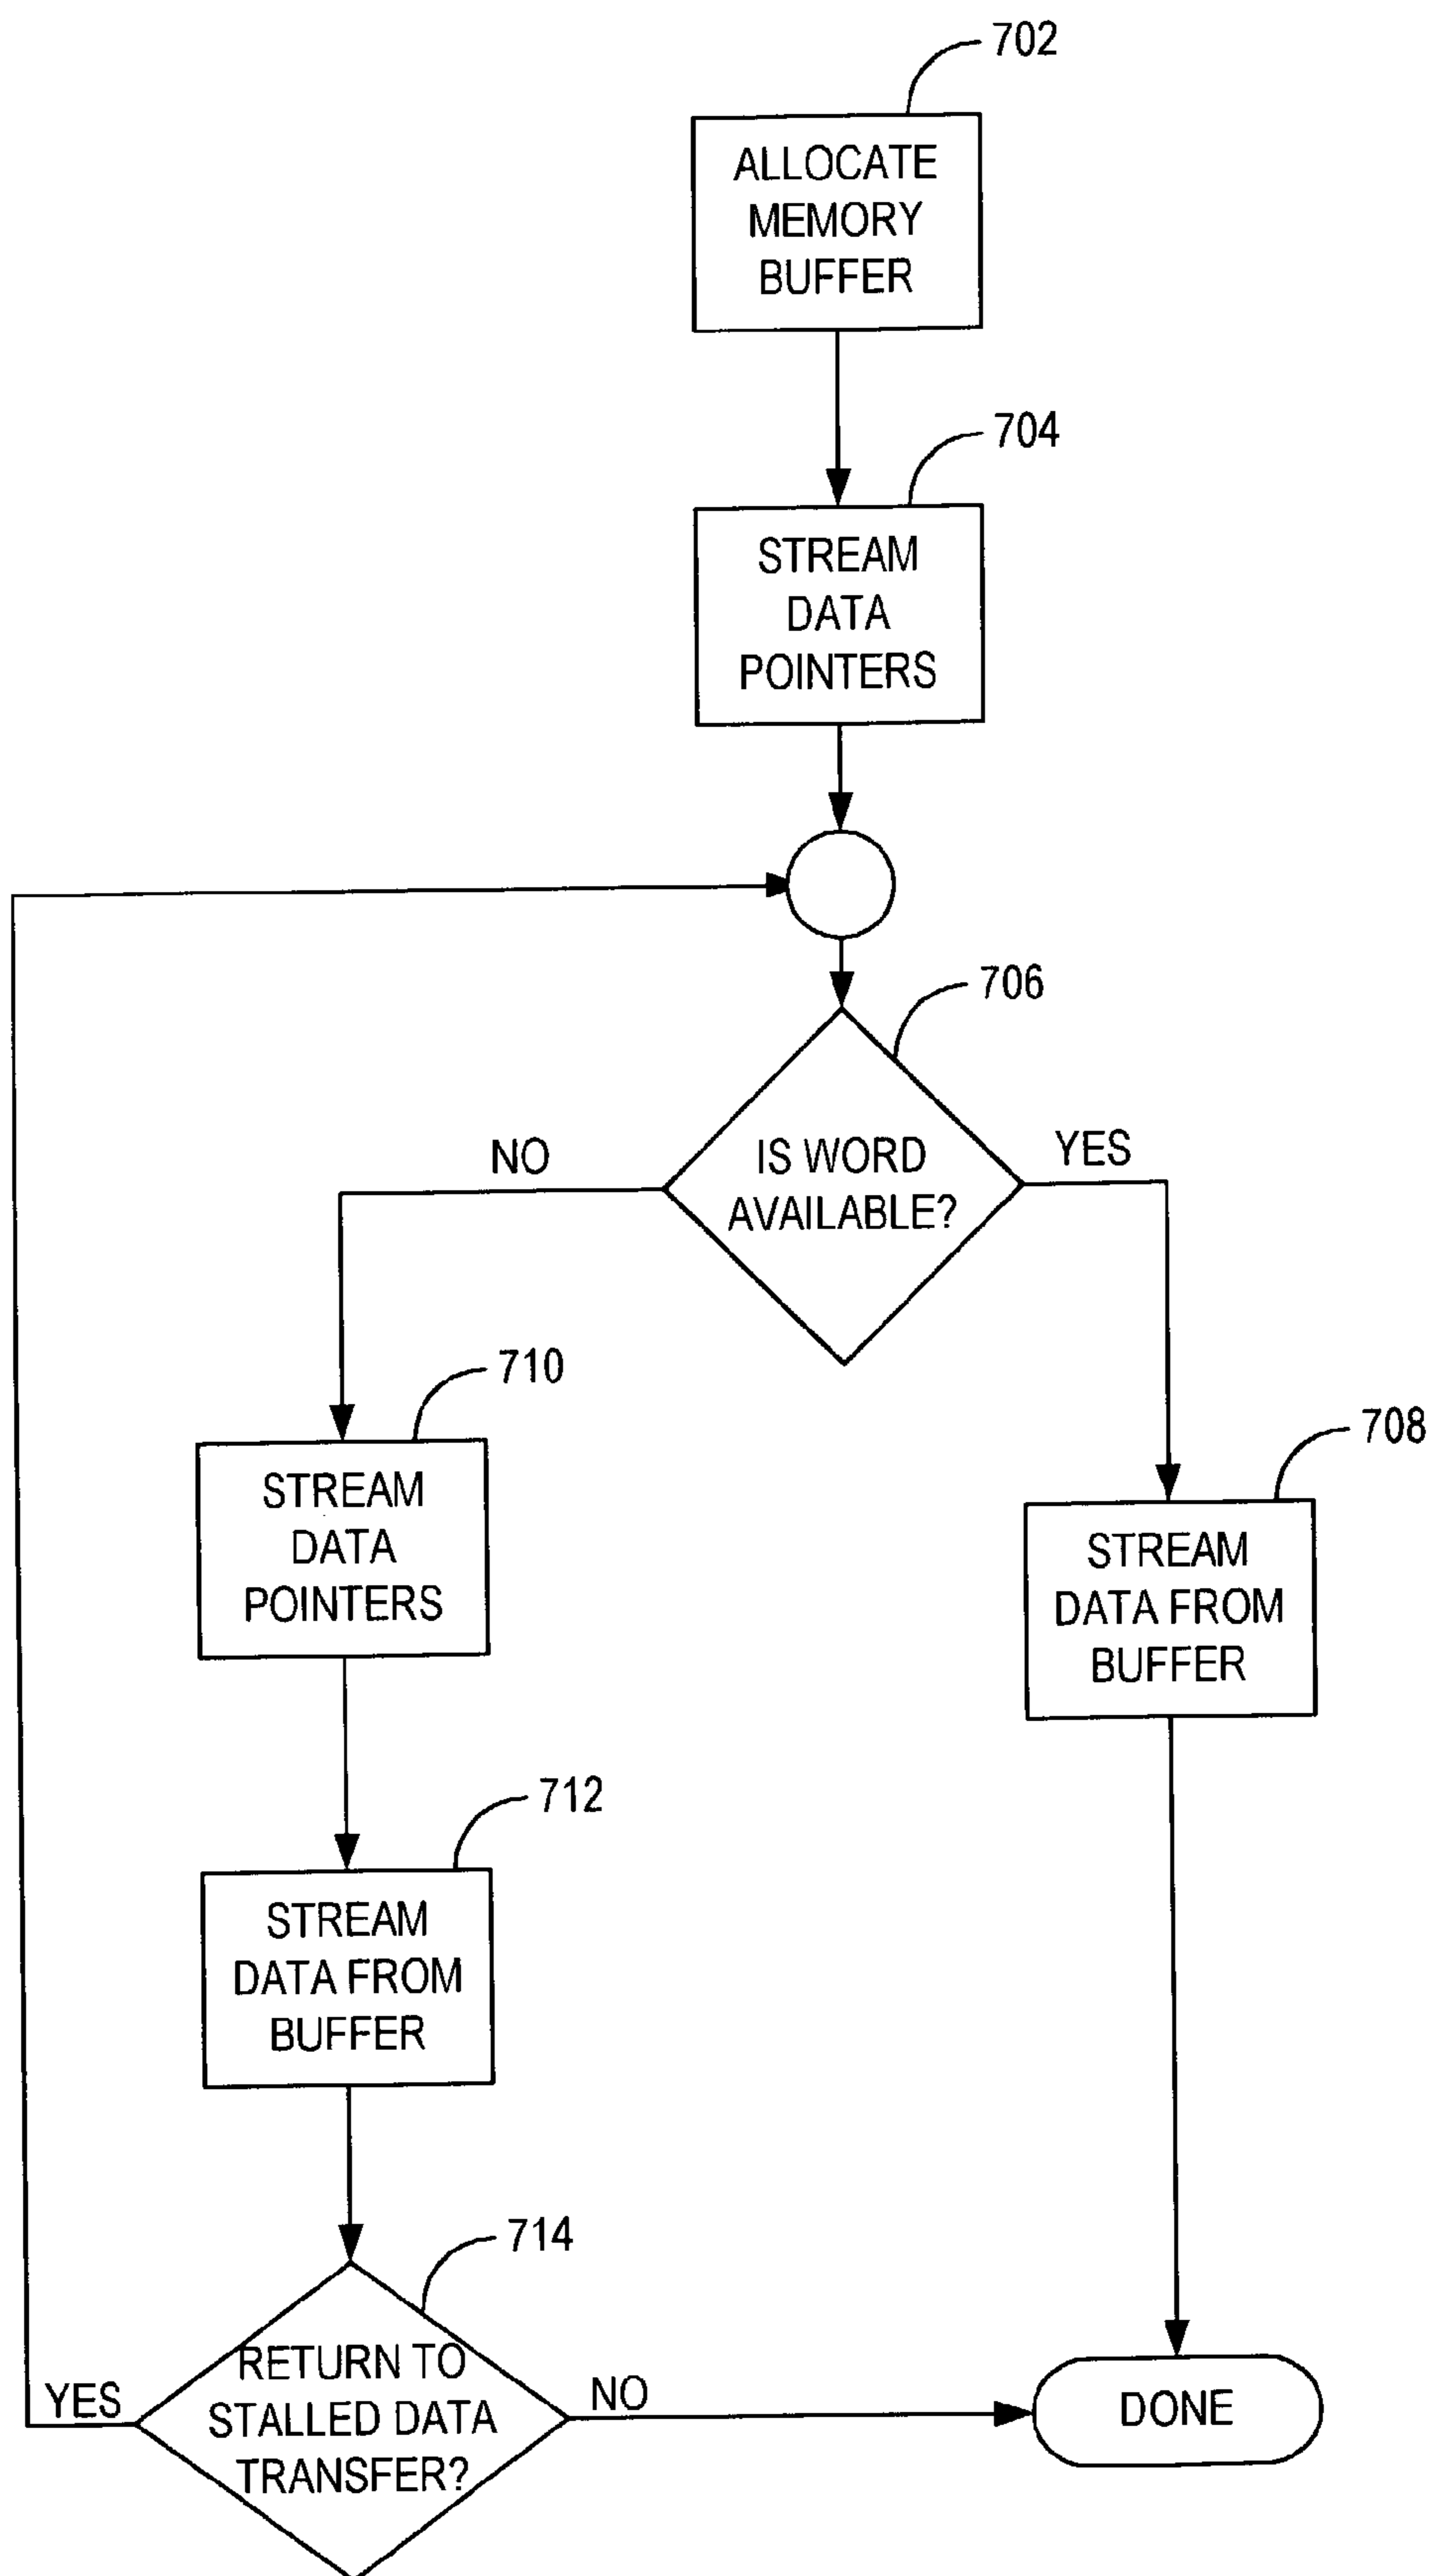 702
ALLOCATE
MEMORY
BUFFER
704
STREAM
DATA
POINTERS
706
IS WORD
AVAILABLE?
NO
YES
710
STREAM
DATA
POINTERS
708
STREAM
DATA FROM
BUFFER
712
STREAM
DATA FROM
BUFFER
714
RETURN TO
STALLED DATA
TRANSFER?
YES
NO
DONE